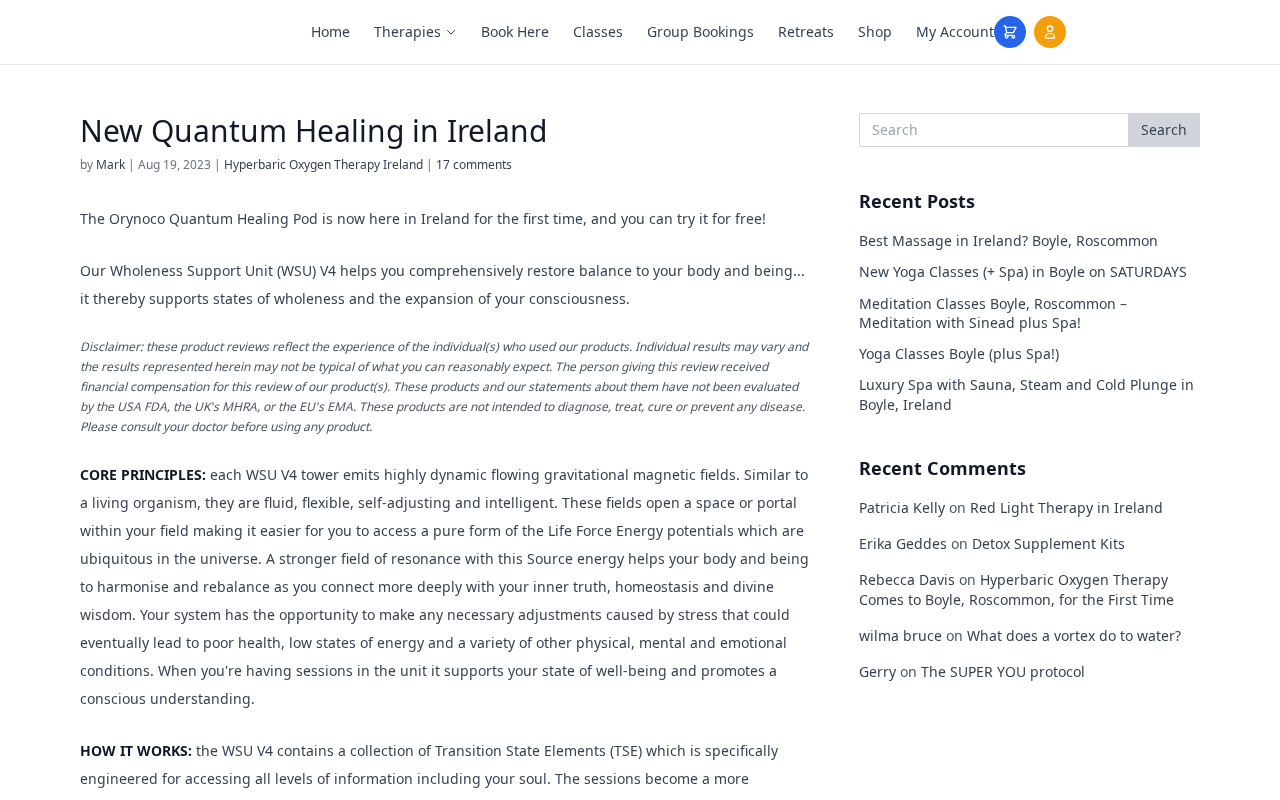 Home Therapies Book Here Classes Group Bookings Retreats Shop My Account
New Quantum Healing in Ireland
by Mark | Aug 19, 2023 | Hyperbaric Oxygen Therapy Ireland | 17 comments
The Orynoco Quantum Healing Pod is now here in Ireland for the first time, and you can try it for free!
Our Wholeness Support Unit (WSU) V4 helps you comprehensively restore balance to your body and being...
it thereby supports states of wholeness and the expansion of your consciousness.
Disclaimer: these product reviews reflect the experience of the individual(s) who used our products. Individual results may vary and
the results represented herein may not be typical of what you can reasonably expect. The person giving this review received
financial compensation for this review of our product(s). These products and our statements about them have not been evaluated
by the USA FDA, the UK's MHRA, or the EU's EMA. These products are not intended to diagnose, treat, cure or prevent any disease.
Please consult your doctor before using any product.
CORE PRINCIPLES: each WSU V4 tower emits highly dynamic flowing gravitational magnetic fields. Similar to
a living organism, they are fluid, flexible, self-adjusting and intelligent. These fields open a space or portal
within your field making it easier for you to access a pure form of the Life Force Energy potentials which are
ubiquitous in the universe. A stronger field of resonance with this Source energy helps your body and being
to harmonise and rebalance as you connect more deeply with your inner truth, homeostasis and divine
wisdom. Your system has the opportunity to make any necessary adjustments caused by stress that could
eventually lead to poor health, low states of energy and a variety of other physical, mental and emotional
conditions. When you're having sessions in the unit it supports your state of well-being and promotes a
conscious understanding.
HOW IT WORKS: the WSU V4 contains a collection of Transition State Elements (TSE) which is specifically
engineered for accessing all levels of information including your soul. The sessions become a more
Search Search
Recent Posts
Best Massage in Ireland? Boyle, Roscommon
New Yoga Classes (+ Spa) in Boyle on SATURDAYS
Meditation Classes Boyle, Roscommon –
Meditation with Sinead plus Spa!
Yoga Classes Boyle (plus Spa!)
Luxury Spa with Sauna, Steam and Cold Plunge in
Boyle, Ireland
Recent Comments
Patricia Kelly on Red Light Therapy in Ireland
Erika Geddes on Detox Supplement Kits
Rebecca Davis on Hyperbaric Oxygen Therapy
Comes to Boyle, Roscommon, for the First Time
wilma bruce on What does a vortex do to water?
Gerry on The SUPER YOU protocol